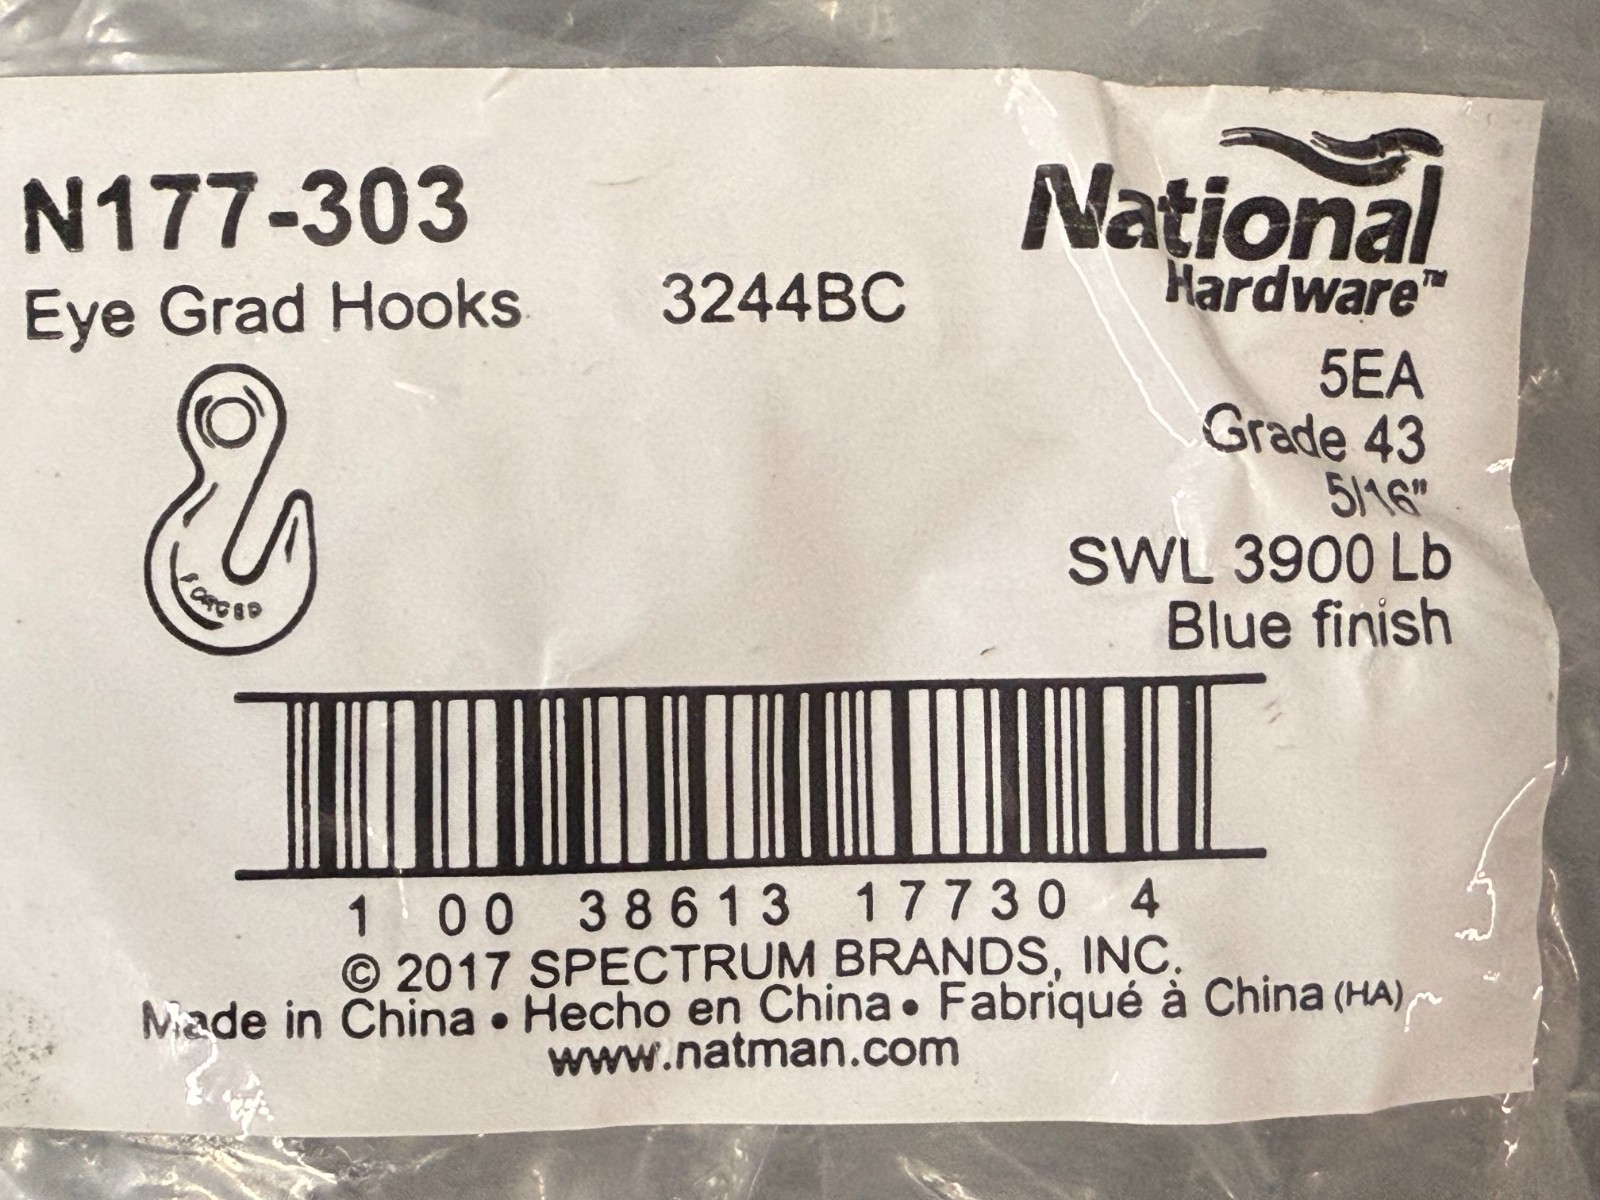 N177-303
Eye Grad Hooks
3244BC
National
Hardware™
5EA
Grade 43
5/16"
SWL 3900 Lb
Blue finish
FORGED
1 00 38613 17730 4
© 2017 SPECTRUM BRANDS, INC.
Made in China • Hecho en China • Fabriqué à China (HA)
www.natman.com